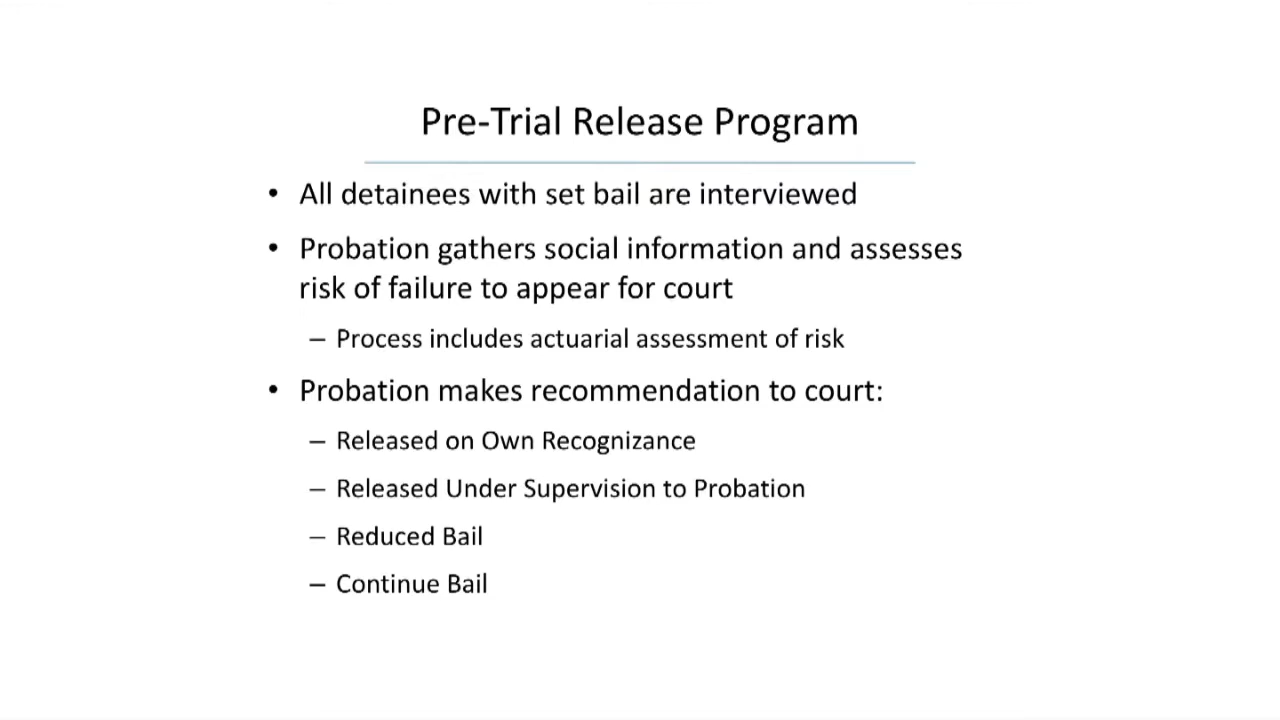 Pre-Trial Release Program
• All detainees with set bail are interviewed
• Probation gathers social information and assesses
risk of failure to appear for court
– Process includes actuarial assessment of risk
• Probation makes recommendation to court:
– Released on Own Recognizance
– Released Under Supervision to Probation
– Reduced Bail
– Continue Bail